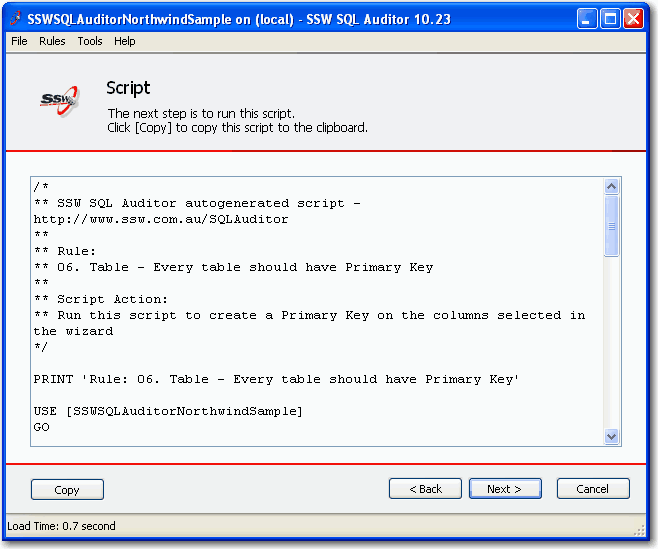 SSWSQLAuditorNorthwindSample on (local) - SSW SQL Auditor 10.23
File Rules Tools Help
SSW
Script
The next step is to run this script.
Click [Copy] to copy this script to the clipboard.
/*
** SSW SQL Auditor autogenerated script -
http://www.ssw.com.au/SQLAuditor
**
** Rule:
** 06. Table - Every table should have Primary Key
**
** Script Action:
** Run this script to create a Primary Key on the columns selected in
the wizard
*/
PRINT 'Rule: 06. Table - Every table should have Primary Key'
USE [SSWSQLAuditorNorthwindSample]
GO
Copy < Back Next > Cancel
Load Time: 0.7 second